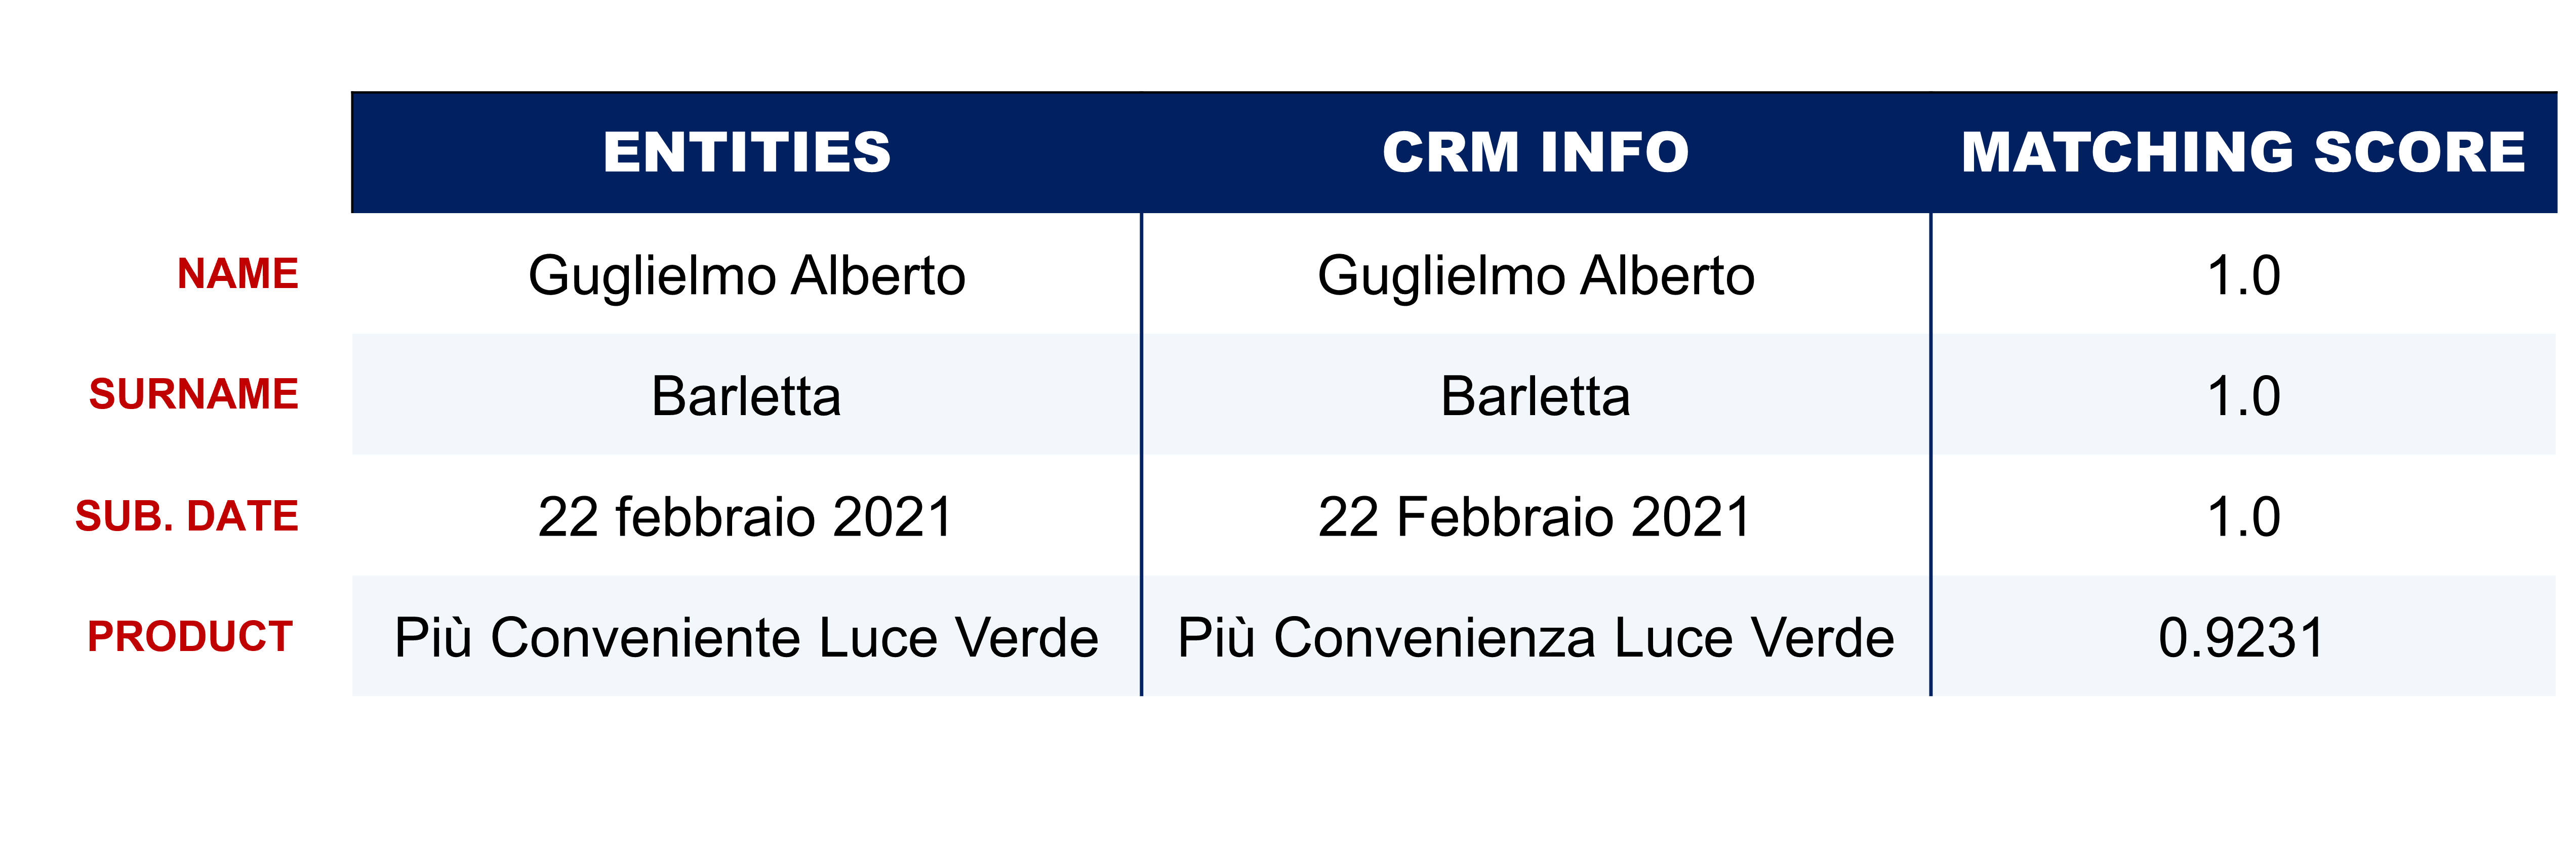 ENTITIES CRM INFO MATCHING SCORE
NAME Guglielmo Alberto Guglielmo Alberto 1.0
SURNAME Barletta Barletta 1.0
SUB. DATE 22 febbraio 2021 22 Febbraio 2021 1.0
PRODUCT Più Conveniente Luce Verde Più Convenienza Luce Verde 0.9231